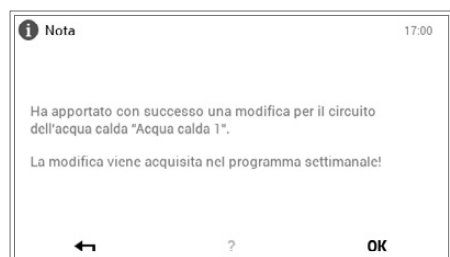 Nota 17:00
Ha apportato con successo una modifica per il circuito
dell'acqua calda "Acqua calda 1".
La modifica viene acquisita nel programma settimanale!
? OK